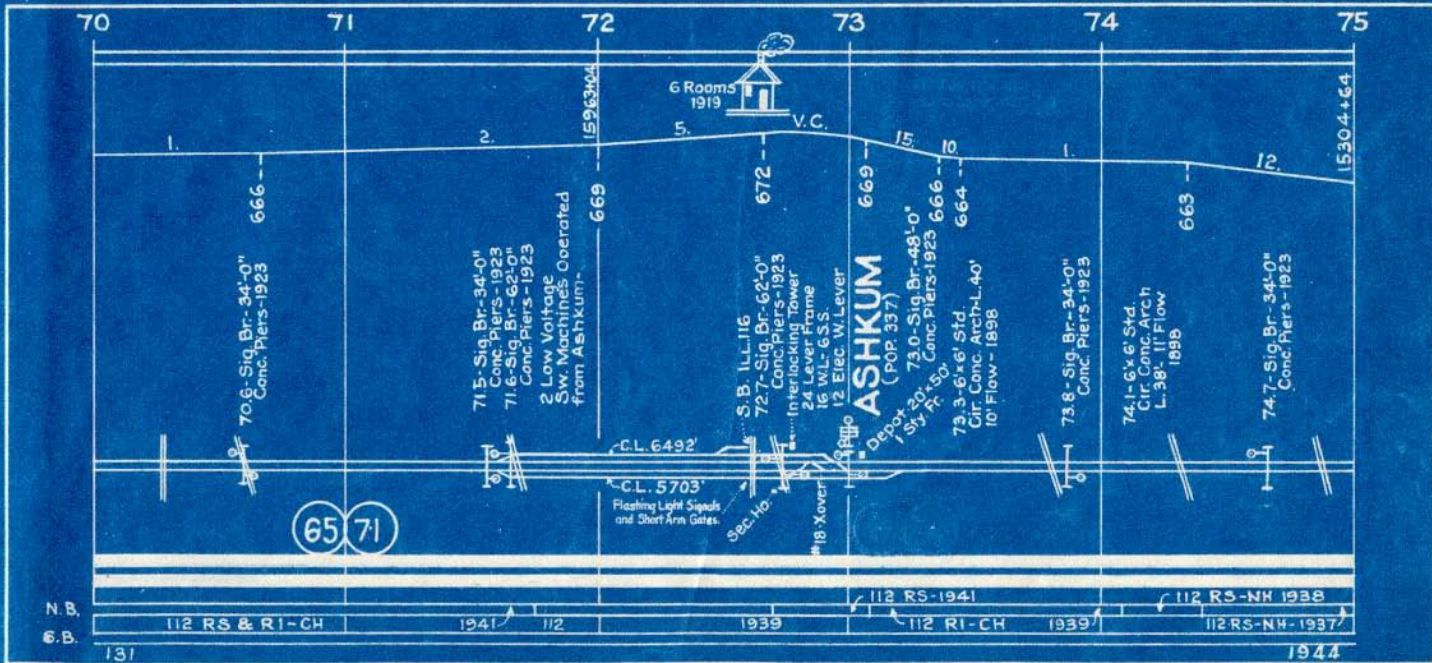 70 71 72 73 74 75
6 Rooms
1919
V.C.
1. 2. 5. 15. 10. 1. 12.
15963+04
15304+64
666
669
672
669
666
664
663
70.6-Sig. Br.-34'-0"
Conc. Piers-1923
71.5-Sig. Br.-34'-0"
Conc. Piers-1923
71.6-Sig. Br.-62'-0"
Conc. Piers-1923
2 Low Voltage
Sw. Machines Operated
from Ashkum-
S.B. ILL.116
72.7-Sig. Br.-62'-0"
Conc. Piers-1923
Interlocking Tower
24 Lever Frame
16 W.L.-6 S.S.
12 Elec. W. Lever
ASHKUM
(POP. 337)
73.0-Sig. Br.-48'-0"
Conc. Piers-1923
Depot 20'-50'
1 Sty. Fr.
73.3-6'x6' Std.
Cir. Conc. Arch-L.40'
10' Flow-1898
73.8-Sig. Br.-34'-0"
Conc. Piers-1923
74.1-6'x6' Std.
Cir. Conc. Arch
L.38'-11' Flow
1898
74.7-Sig. Br.-34'-0"
Conc. Piers-1923
C.L. 6492'
C.L. 5703'
Flashing Light Signals
and Short Arm Gates.
Sec. Ho.
#18 Xover
65 71
N.B.
112 RS-1941
112 RS-NH 1938
S.B.
112 RS & R1-CH 1941 112 1939 112 R1-CH 1939 112 RS-NH-1937
131 1944